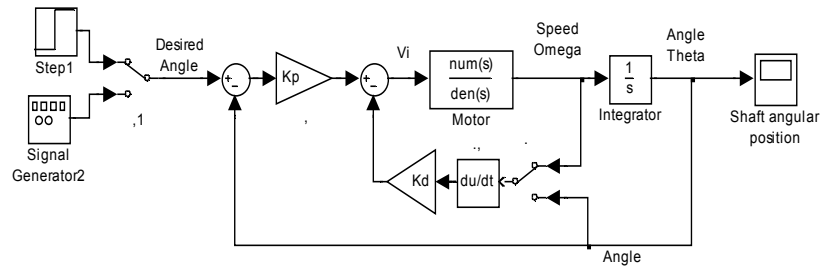 Step1
Signal
Generator2
,1
Desired
Angle
+
-
Kp
,
+
-
Vi
num(s)
den(s)
Motor
Speed
Omega
1
s
Integrator
Angle
Theta
Shaft angular
position
Kd
du/dt
., .
Angle